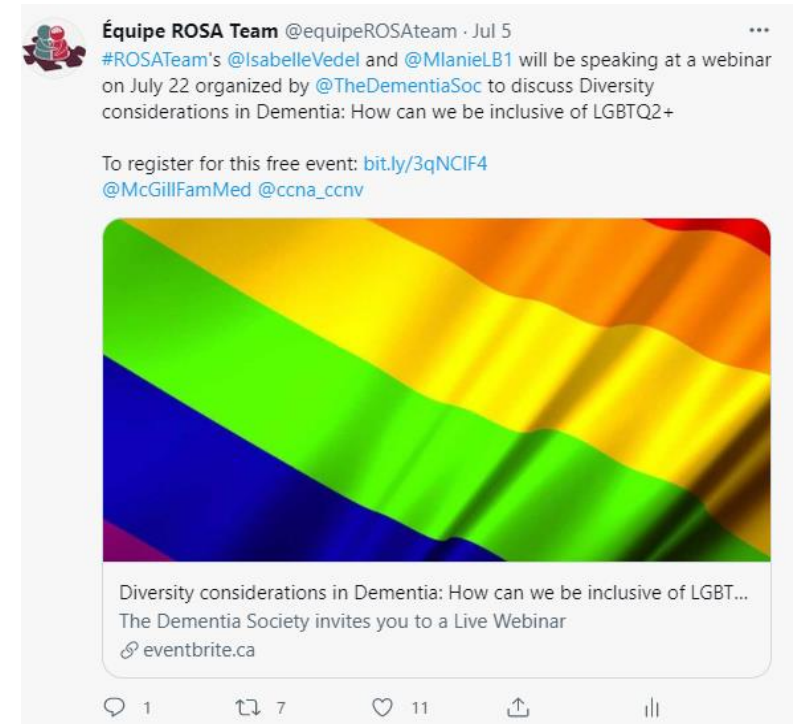 Équipe ROSA Team @equipeROSAteam · Jul 5
#ROSATeam's @IsabelleVedel and @MlanieLB1 will be speaking at a webinar
on July 22 organized by @TheDementiaSoc to discuss Diversity
considerations in Dementia: How can we be inclusive of LGBTQ2+
To register for this free event: bit.ly/3qNCIF4
@McGillFamMed @ccna_ccnv
Diversity considerations in Dementia: How can we be inclusive of LGBT...
The Dementia Society invites you to a Live Webinar
eventbrite.ca
1 7 11